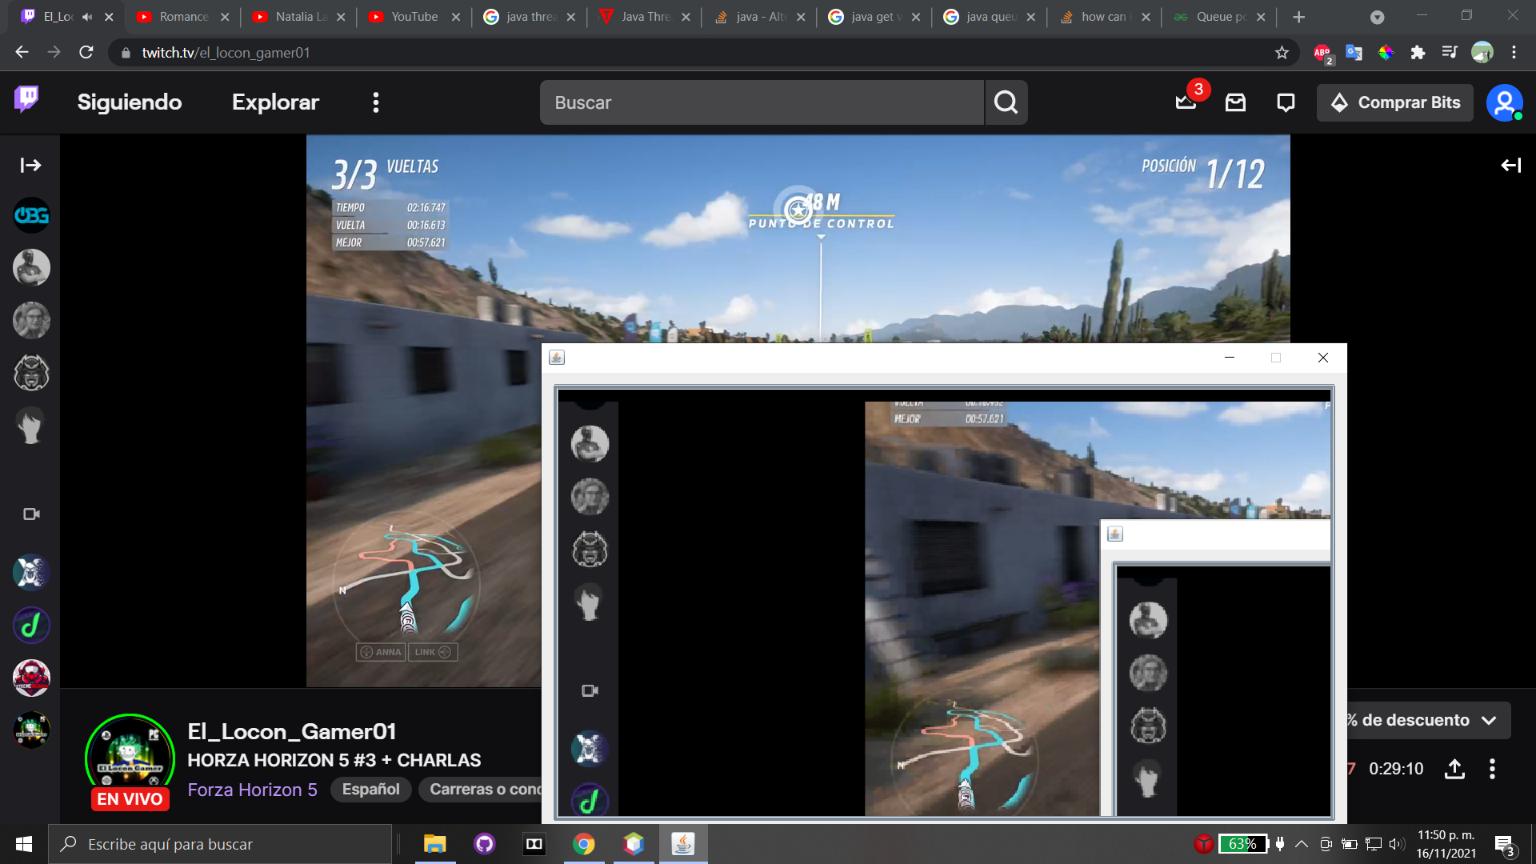 El_Loc
Romance
Natalia La
YouTube
java threa
Java Thre
java - Alte
java get v
java queu
how can i
Queue po
twitch.tv/el_locon_gamer01
ABP
2
Siguiendo
Explorar
Buscar
3
Comprar Bits
OBG
3/3 VUELTAS
TIEMPO 02:16.747
VUELTA 00:16.613
MEJOR 00:57.621
48 M
PUNTO DE CONTROL
POSICIÓN 1/12
MEJOR 00:57.621
N
ANNA
LINK
N
El_Locon_Gamer01
HORZA HORIZON 5 #3 + CHARLAS
Forza Horizon 5
Español
Carreras o cond
EN VIVO
% de descuento
7 0:29:10
Escribe aquí para buscar
63%
11:50 p. m.
16/11/2021
3